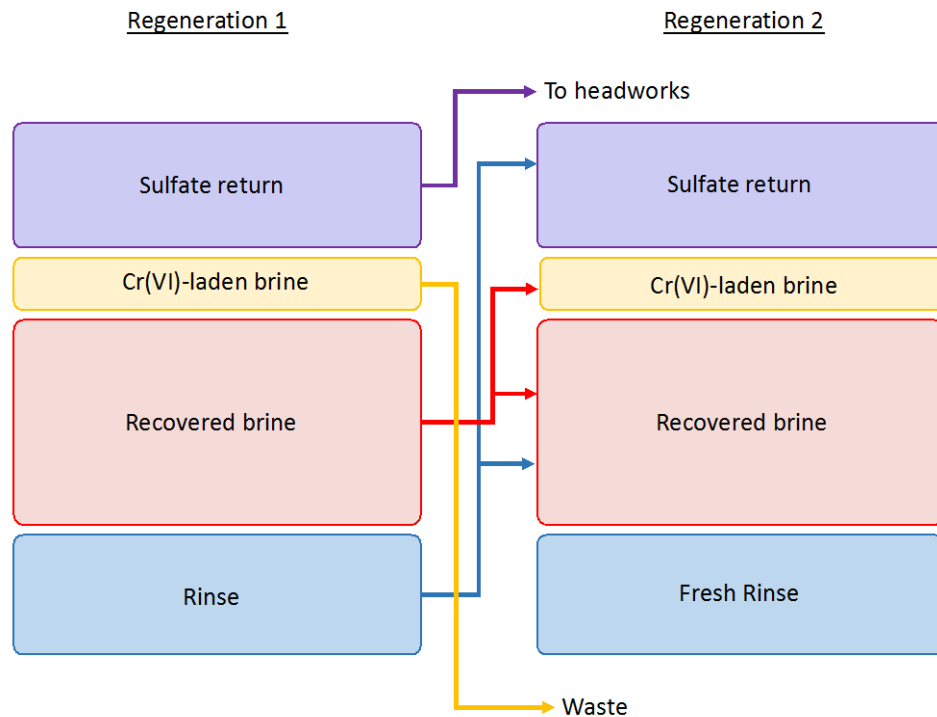 Regeneration 1
Regeneration 2
To headworks
Sulfate return
Sulfate return
Cr(VI)-laden brine
Cr(VI)-laden brine
Recovered brine
Recovered brine
Rinse
Fresh Rinse
Waste